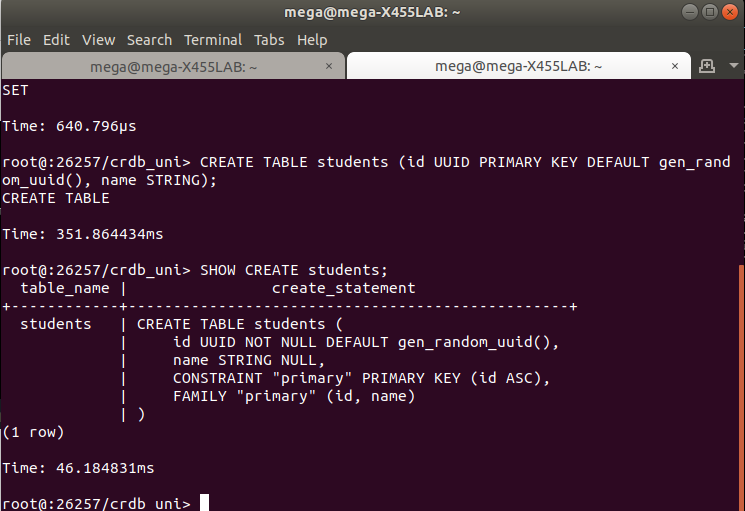 mega@mega-X455LAB: ~
File Edit View Search Terminal Tabs Help
mega@mega-X455LAB: ~ × mega@mega-X455LAB: ~ ×
SET
Time: 640.796µs
root@:26257/crdb_uni> CREATE TABLE students (id UUID PRIMARY KEY DEFAULT gen_rand
om_uuid(), name STRING);
CREATE TABLE
Time: 351.864434ms
root@:26257/crdb_uni> SHOW CREATE students;
  table_name |                create_statement
+------------+-------------------------------------------------+
  students   | CREATE TABLE students (
             |     id UUID NOT NULL DEFAULT gen_random_uuid(),
             |     name STRING NULL,
             |     CONSTRAINT "primary" PRIMARY KEY (id ASC),
             |     FAMILY "primary" (id, name)
             | )
(1 row)
Time: 46.184831ms
root@:26257/crdb_uni>